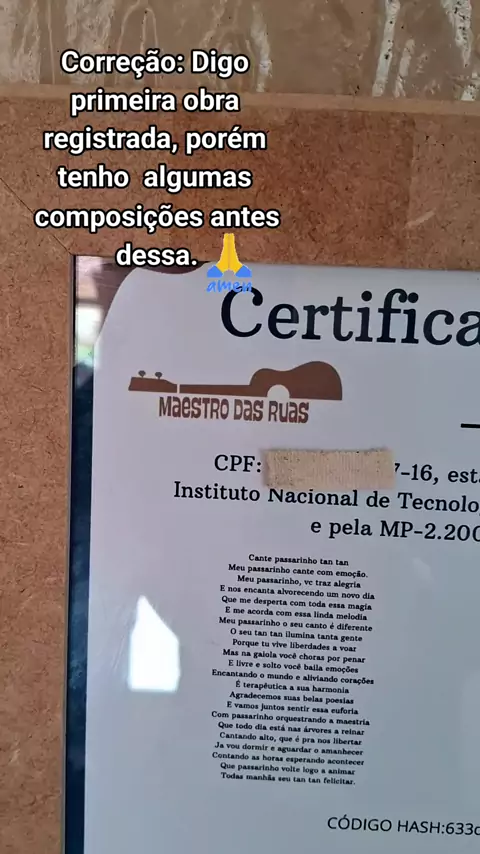 Correção: Digo
primeira obra
registrada, porém
tenho algumas
composições antes
dessa. 🙏
amen
Certifica
MAESTRO DAS RUAS
CPF: 7-16, est
Instituto Nacional de Tecnolo
e pela MP-2.200
Cante passarinho tan tan
Meu passarinho cante com emoção.
Meu passarinho, vc traz alegria
E nos encanta alvorecendo um novo dia
Que me desperta com toda essa magia
E me acorda com essa linda melodia
Meu passarinho o seu canto é diferente
O seu tan tan ilumina tanta gente
Porque tu vive liberdades a voar
Mas na gaiola você choras por penar
E livre e solto você baila emoções
Encantando o mundo e aliviando corações
É terapêutica a sua harmonia
Agradecemos suas belas poesias
E vamos juntos sentir essa euforia
Com passarinho orquestrando a maestria
Que todo dia está nas árvores a reinar
Cantando alto, que é pra nos libertar
Ja vou dormir e aguardar o amanhecer
Contando as horas esperando acontecer
Que passarinho volte logo a animar
Todas manhãs seu tan tan felicitar.
CÓDIGO HASH:633